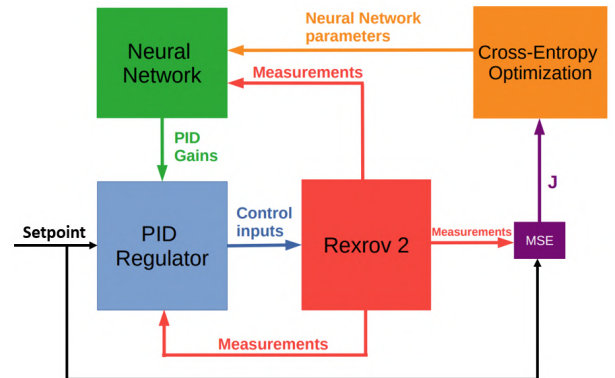 Neural Network
parameters
Neural
Network
Cross-Entropy
Optimization
Measurements
PID
Gains
J
Setpoint
PID
Regulator
Control
inputs
Rexrov 2
Measurements
MSE
Measurements